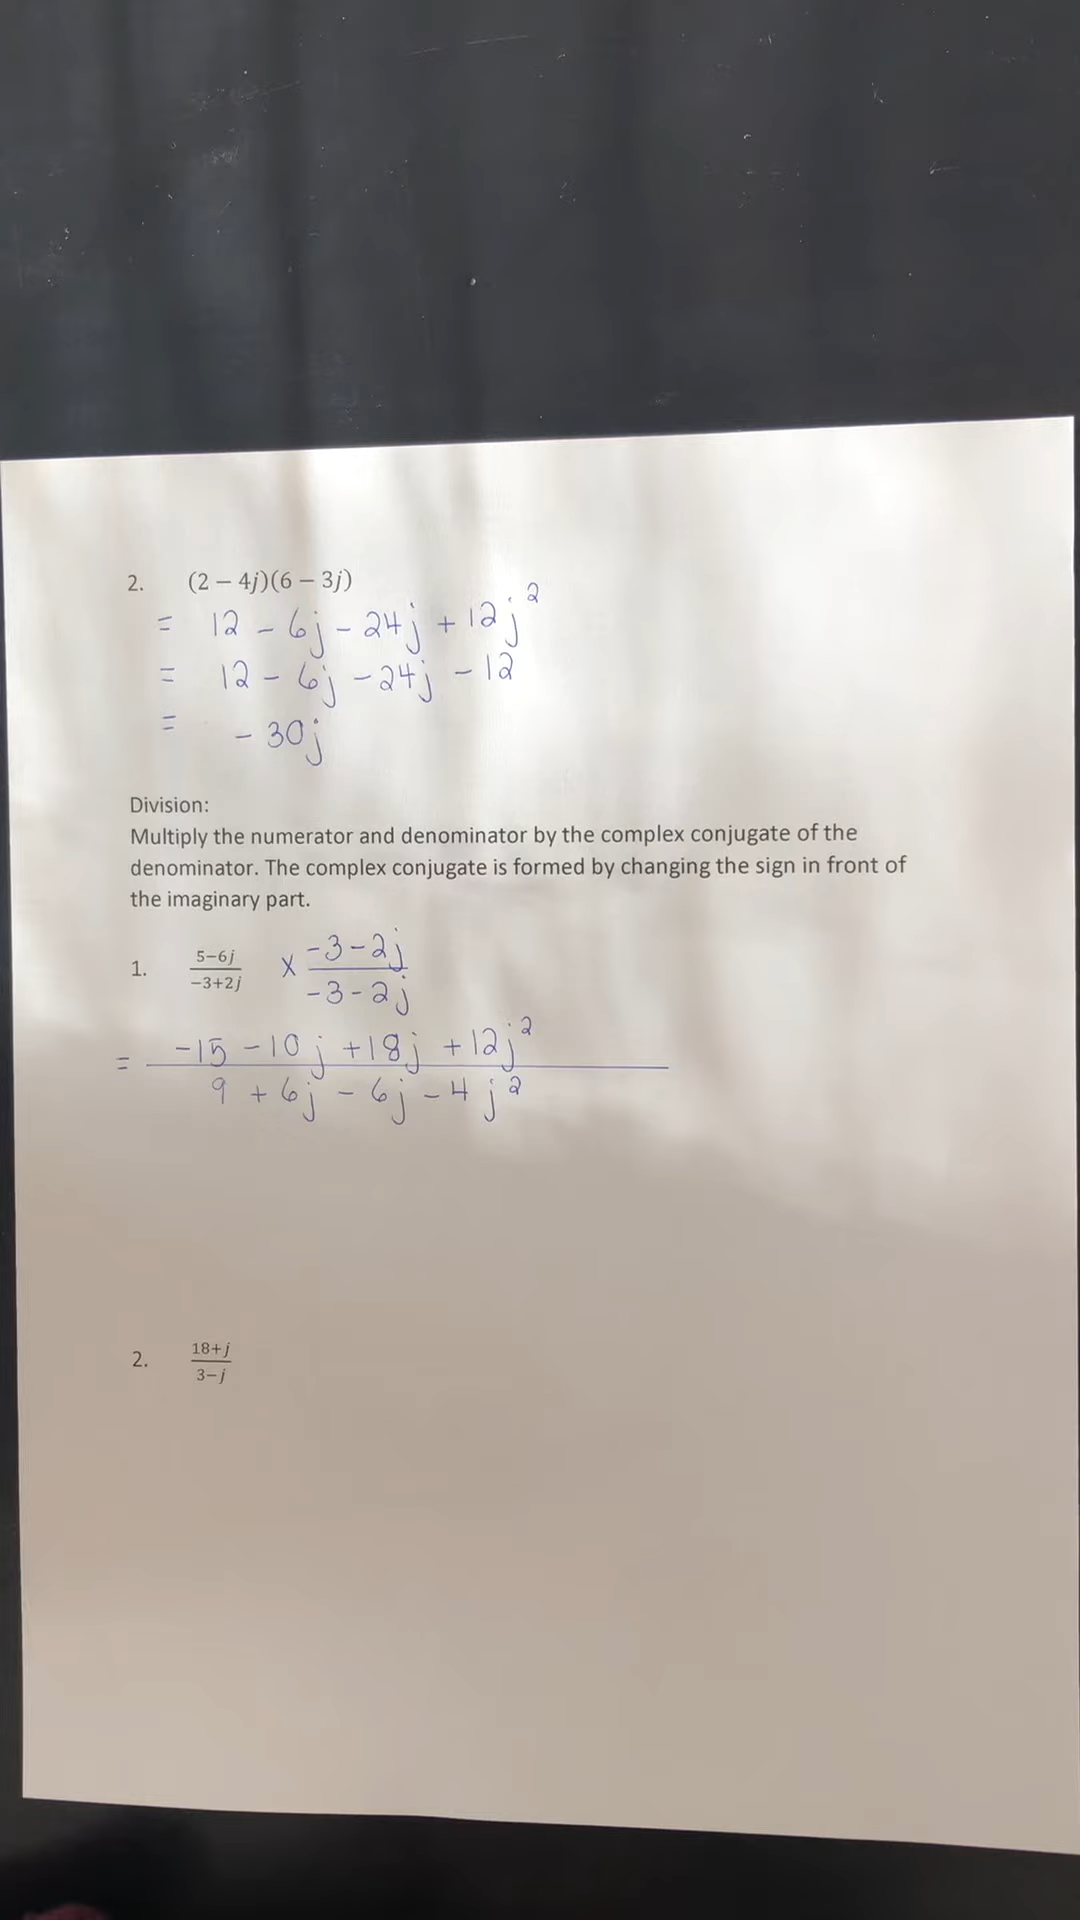 2. (2 – 4j)(6 – 3j)
= 12 - 6j - 24j + 12j²
= 12 - 6j - 24j - 12
= - 30j
Division:
Multiply the numerator and denominator by the complex conjugate of the
denominator. The complex conjugate is formed by changing the sign in front of
the imaginary part.
1. 5−6j/−3+2j x -3-2j/-3-2j
= -15 - 10j + 18j + 12j²/9 + 6j - 6j - 4j²
2. 18+j/3−j